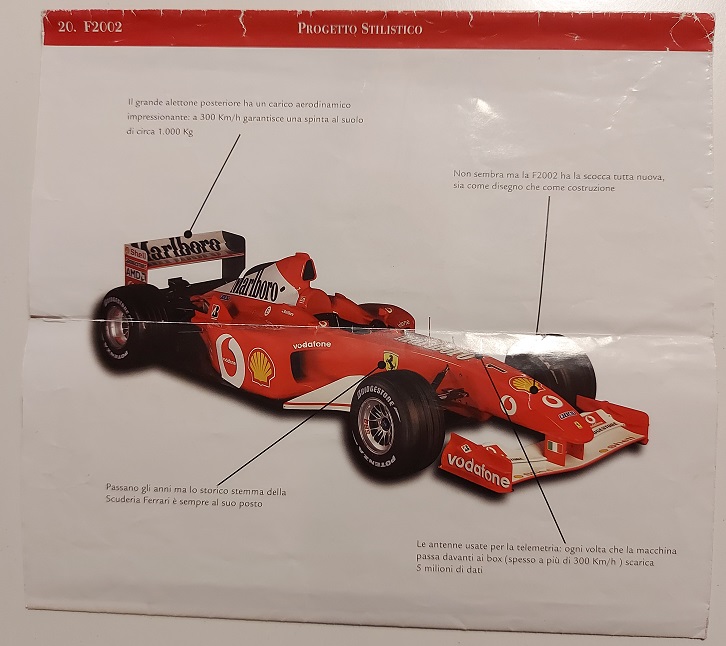 20. F2002
PROGETTO STILISTICO
Il grande alettone posteriore ha un carico aerodinamico
impressionante: a 300 Km/h garantisce una spinta al suolo
di circa 1.000 Kg
Non sembra ma la F2002 ha la scocca tutta nuova,
sia come disegno che come costruzione
Marlboro
Shell
AMD
Marlboro
vodafone
BRIDGESTONE
POTENZA
1
vodafone
Passano gli anni ma lo storico stemma della
Scuderia Ferrari è sempre al suo posto
Le antenne usate per la telemetria: ogni volta che la macchina
passa davanti ai box (spesso a più di 300 Km/h ) scarica
5 milioni di dati